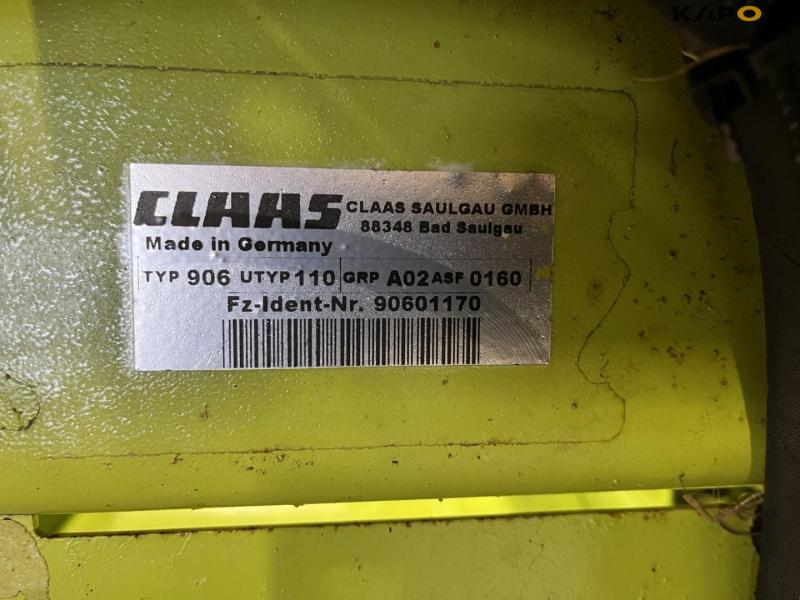 KAPO
CLAAS CLAAS SAULGAU GMBH
88348 Bad Saulgau
Made in Germany
TYP 906 UTYP 110 GRP A02 ASF 0160
Fz-Ident-Nr. 90601170